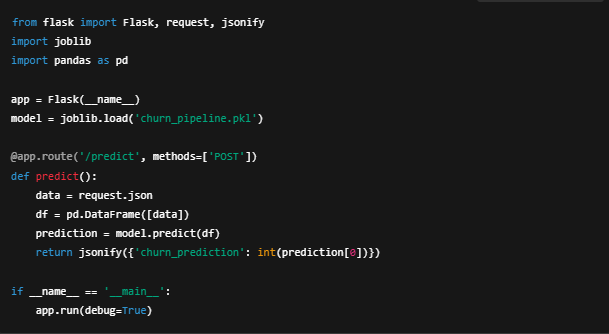 from flask import Flask, request, jsonify
import joblib
import pandas as pd
app = Flask(__name__)
model = joblib.load('churn_pipeline.pkl')
@app.route('/predict', methods=['POST'])
def predict():
    data = request.json
    df = pd.DataFrame([data])
    prediction = model.predict(df)
    return jsonify({'churn_prediction': int(prediction[0])})
if __name__ == '__main__':
    app.run(debug=True)